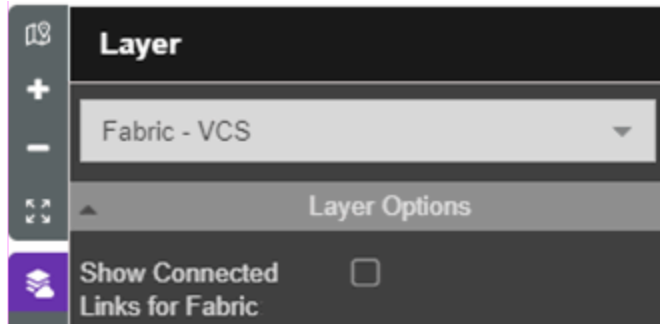 Layer
Fabric - VCS
Layer Options
Show Connected
Links for Fabric